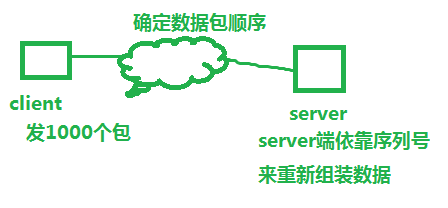 确定数据包顺序
client
发1000个包
server
server端依靠序列号
来重新组装数据